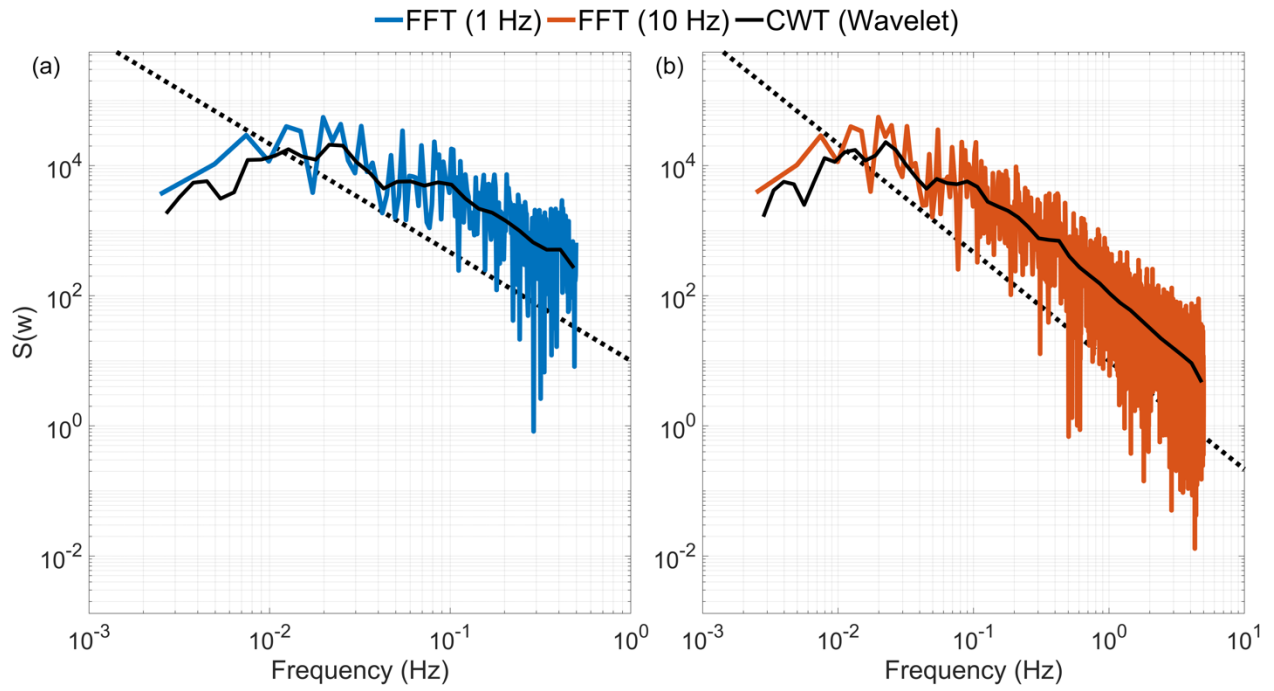 FFT (1 Hz) FFT (10 Hz) CWT (Wavelet)
(a)
(b)
S(w)
10^4
10^2
10^0
10^-2
10^4
10^2
10^0
10^-2
10^-3 10^-2 10^-1 10^0
10^-3 10^-2 10^-1 10^0 10^1
Frequency (Hz)
Frequency (Hz)